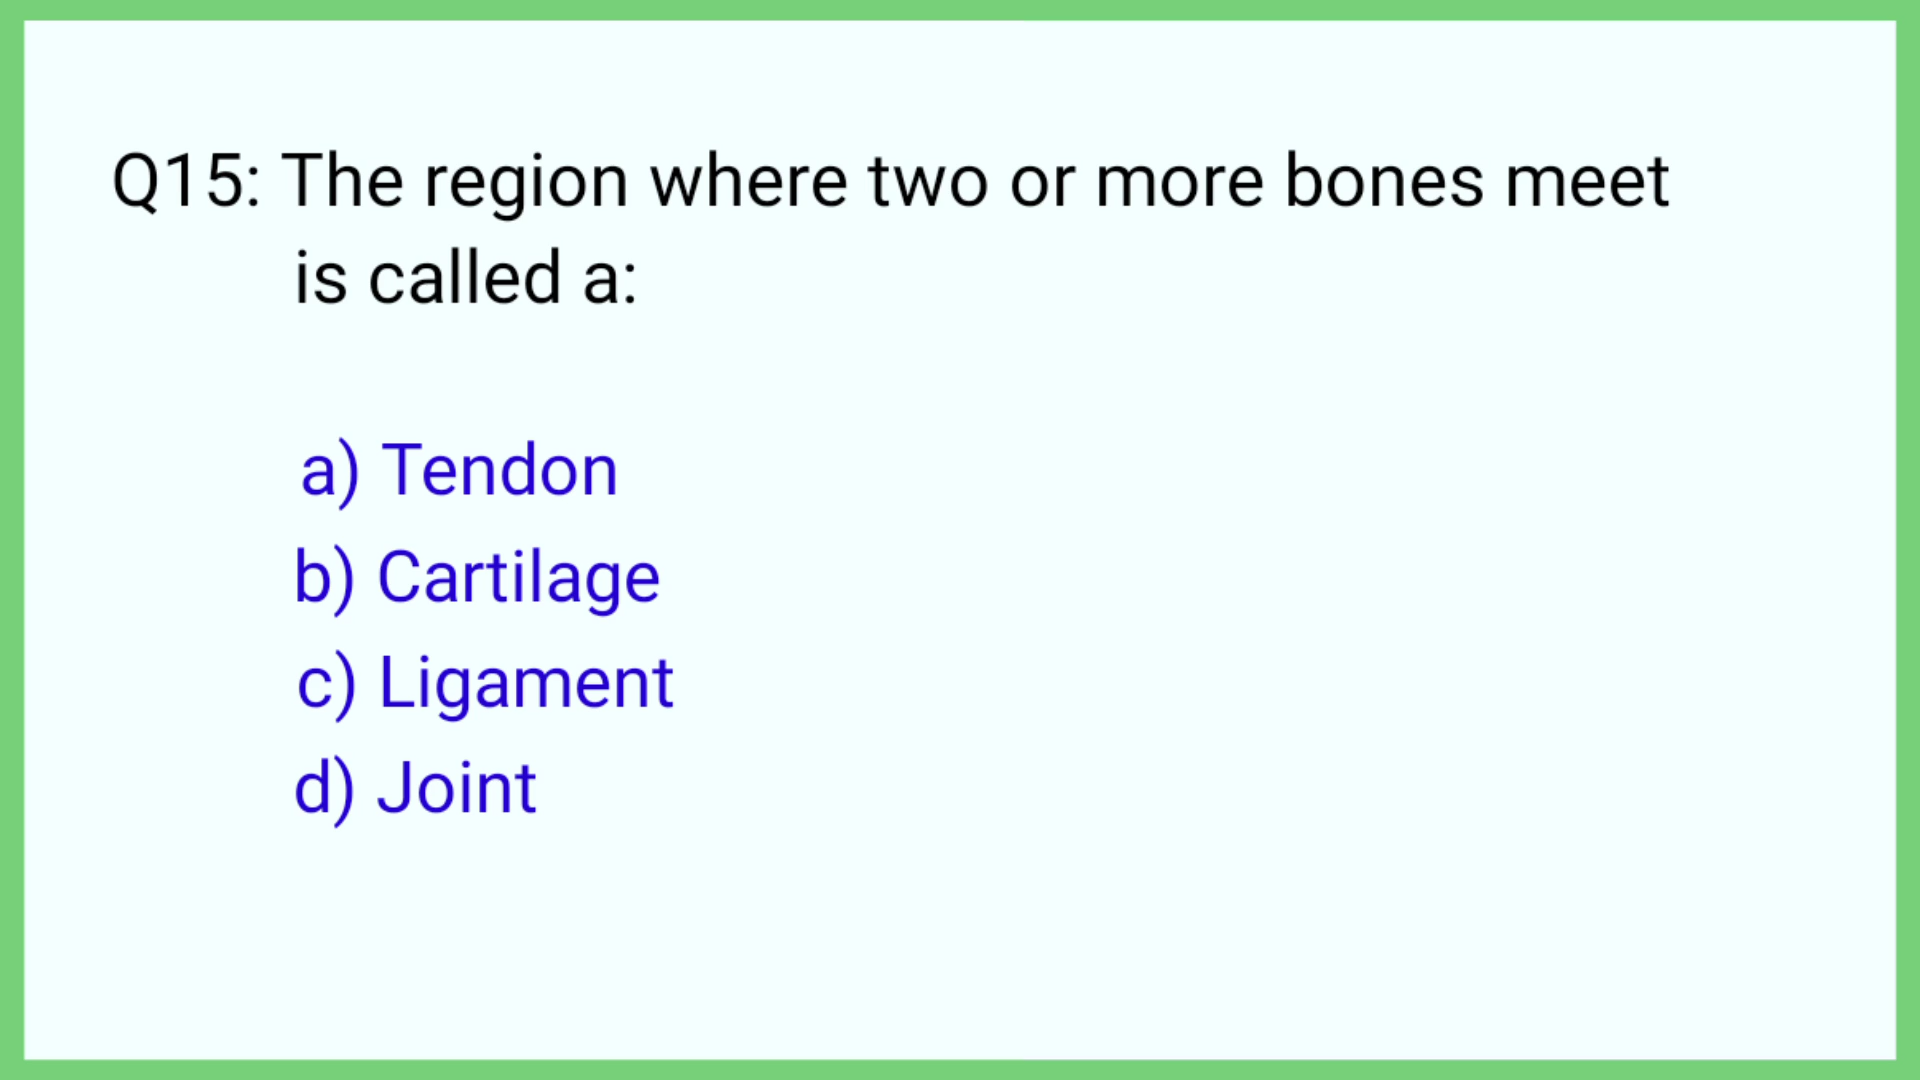 Q15: The region where two or more bones meet
is called a:
a) Tendon
b) Cartilage
c) Ligament
d) Joint